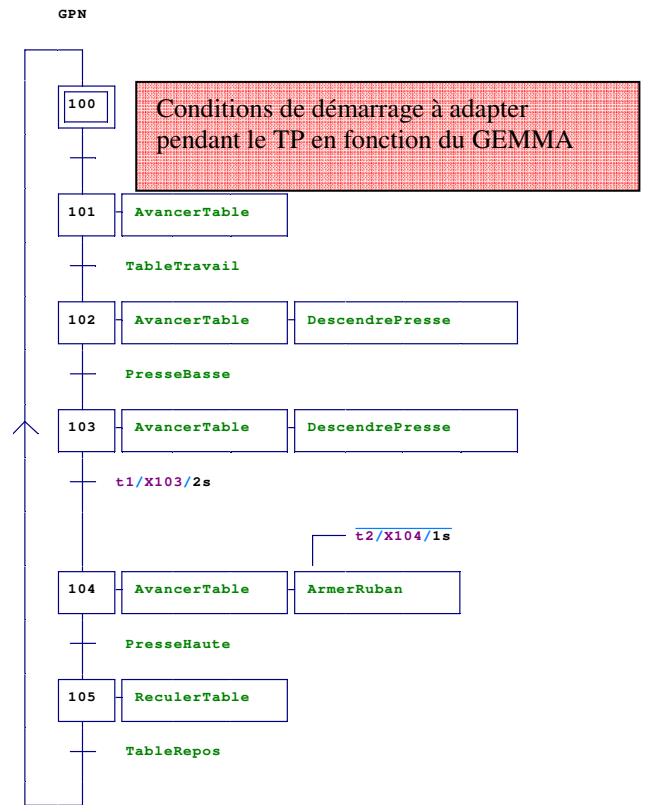 GPN
100
Conditions de démarrage à adapter
pendant le TP en fonction du GEMMA
101 AvancerTable
TableTravail
102 AvancerTable DescendrePresse
PresseBasse
103 AvancerTable DescendrePresse
t1/X103/2s
t2/X104/1s
104 AvancerTable ArmerRuban
PresseHaute
105 ReculerTable
TableRepos